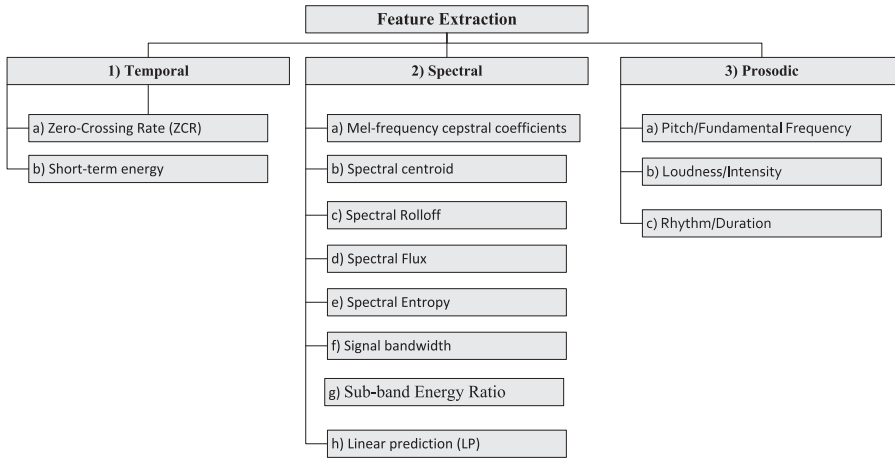 Feature Extraction
1) Temporal
a) Zero-Crossing Rate (ZCR)
b) Short-term energy
2) Spectral
a) Mel-frequency cepstral coefficients
b) Spectral centroid
c) Spectral Rolloff
d) Spectral Flux
e) Spectral Entropy
f) Signal bandwidth
g) Sub-band Energy Ratio
h) Linear prediction (LP)
3) Prosodic
a) Pitch/Fundamental Frequency
b) Loudness/Intensity
c) Rhythm/Duration